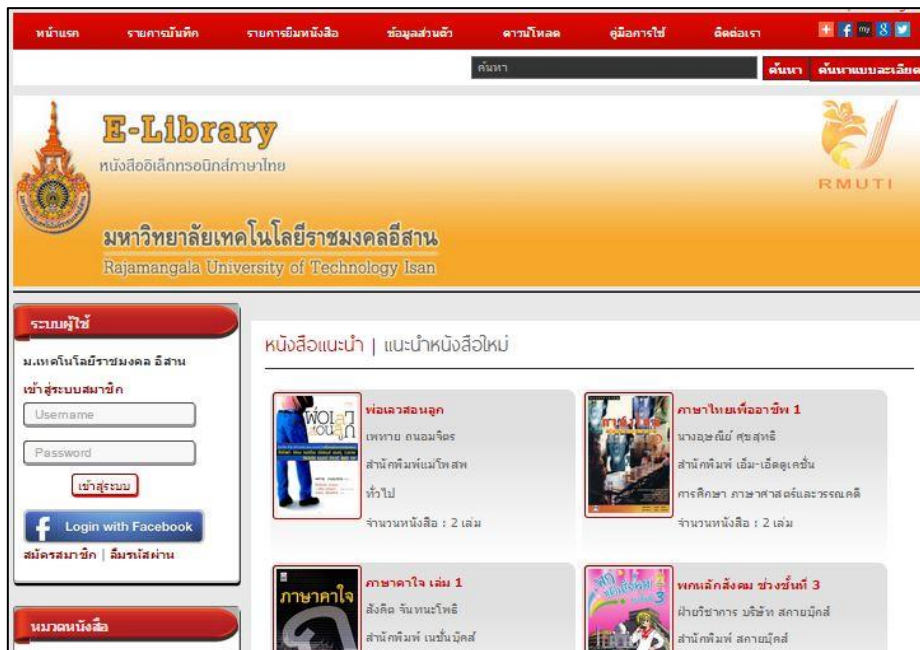 หน้าแรก รายการบันทึก รายการยืมหนังสือ ข้อมูลส่วนตัว ดาวน์โหลด คู่มือการใช้ ติดต่อเรา
ค้นหา ค้นหา ค้นหาแบบละเอียด
E-Library
หนังสืออิเล็กทรอนิกส์ภาษาไทย
RMUTI
มหาวิทยาลัยเทคโนโลยีราชมงคลอีสาน
Rajamangala University of Technology Isan
ระบบผู้ใช้
ม.เทคโนโลยีราชมงคล อีสาน
เข้าสู่ระบบสมาชิก
Username
Password
เข้าสู่ระบบ
Login with Facebook
สมัครสมาชิก | ลืมรหัสผ่าน
หมวดหนังสือ
หนังสือแนะนำ | แนะนำหนังสือใหม่
พ่อเลวสอนลูก
เพทาย ถนอมจิตร
สำนักพิมพ์แม่โพสพ
ทั่วไป
จำนวนหนังสือ : 2 เล่ม
ภาษาไทยเพื่ออาชีพ 1
สำนักพิมพ์ เอ็ม-เอ็ดดูเคชั่น
การศึกษา ภาษาศาสตร์และวรรณคดี
จำนวนหนังสือ : 2 เล่ม
ภาษาคาใจ
ภาษาคาใจ เล่ม 1
สังคีต จันทนะโพธิ
สำนักพิมพ์ เนชั่นบุ๊คส์
พกหลักสังคม ช่วงชั้นที่ 3
ฝ่ายวิชาการ บริษัท สกายบุ๊คส์
สำนักพิมพ์ สกายบุ๊คส์